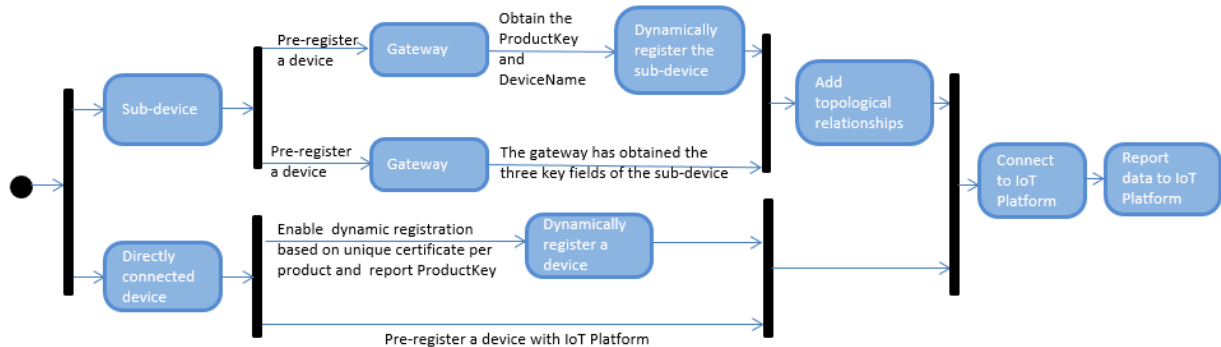 Pre-register
a device
Gateway
Obtain the
ProductKey
and
DeviceName
Dynamically
register the
sub-device
Sub-device
Add
topological
relationships
Pre-register
a device
Gateway
The gateway has obtained the
three key fields of the sub-device
Connect
to IoT
Platform
Report
data to IoT
Platform
Directly
connected
device
Enable  dynamic registration
based on unique certificate per
product and  report ProductKey
Dynamically
register a
device
Pre-register a device with IoT Platform